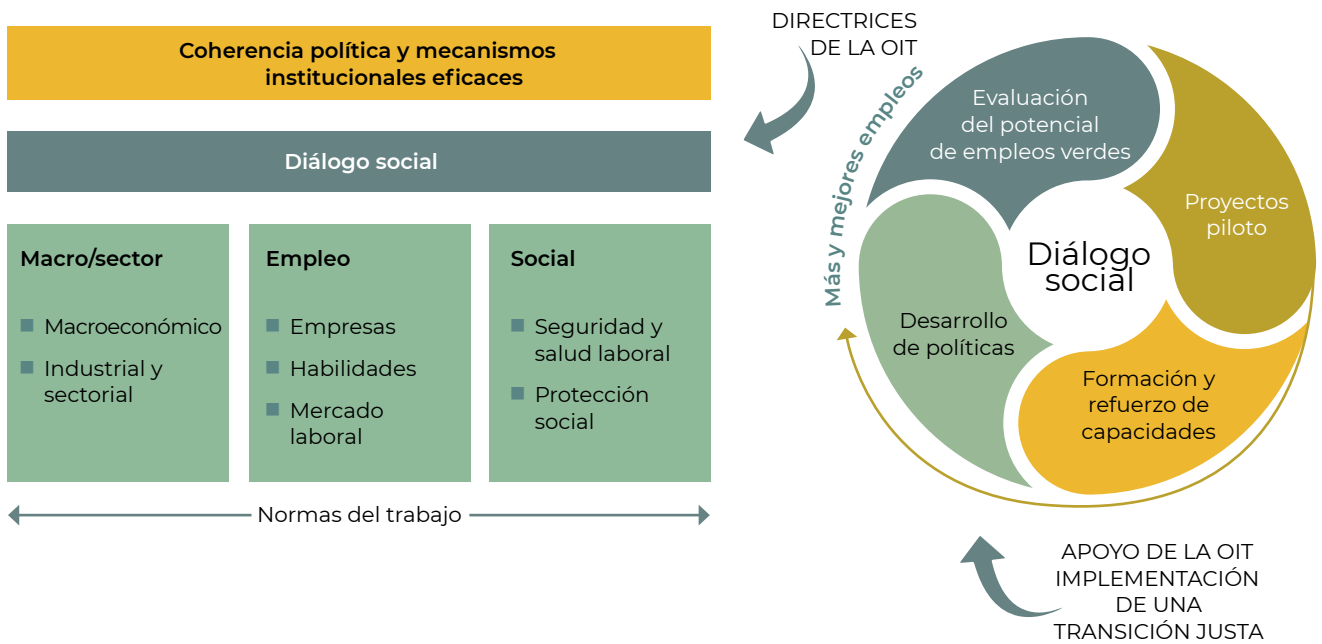 Coherencia política y mecanismos
institucionales eficaces
Diálogo social
Macro/sector
Macroeconómico
Industrial y
sectorial
Empleo
Empresas
Habilidades
Mercado
laboral
Social
Seguridad y
salud laboral
Protección
social
Normas del trabajo
DIRECTRICES
DE LA OIT
Más y mejores empleos
Evaluación
del potencial
de empleos verdes
Proyectos
piloto
Diálogo
social
Desarrollo
de políticas
Formación y
refuerzo de
capacidades
APOYO DE LA OIT
IMPLEMENTACIÓN
DE UNA
TRANSICIÓN JUSTA